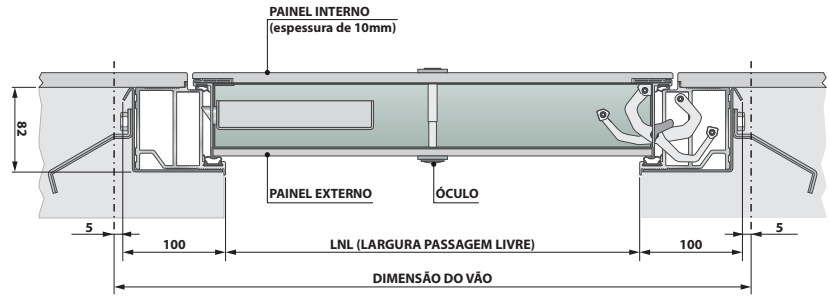 PAINEL INTERNO
(espessura de 10mm)
82
PAINEL EXTERNO
ÓCULO
5
100
LNL (LARGURA PASSAGEM LIVRE)
100
5
DIMENSÃO DO VÃO